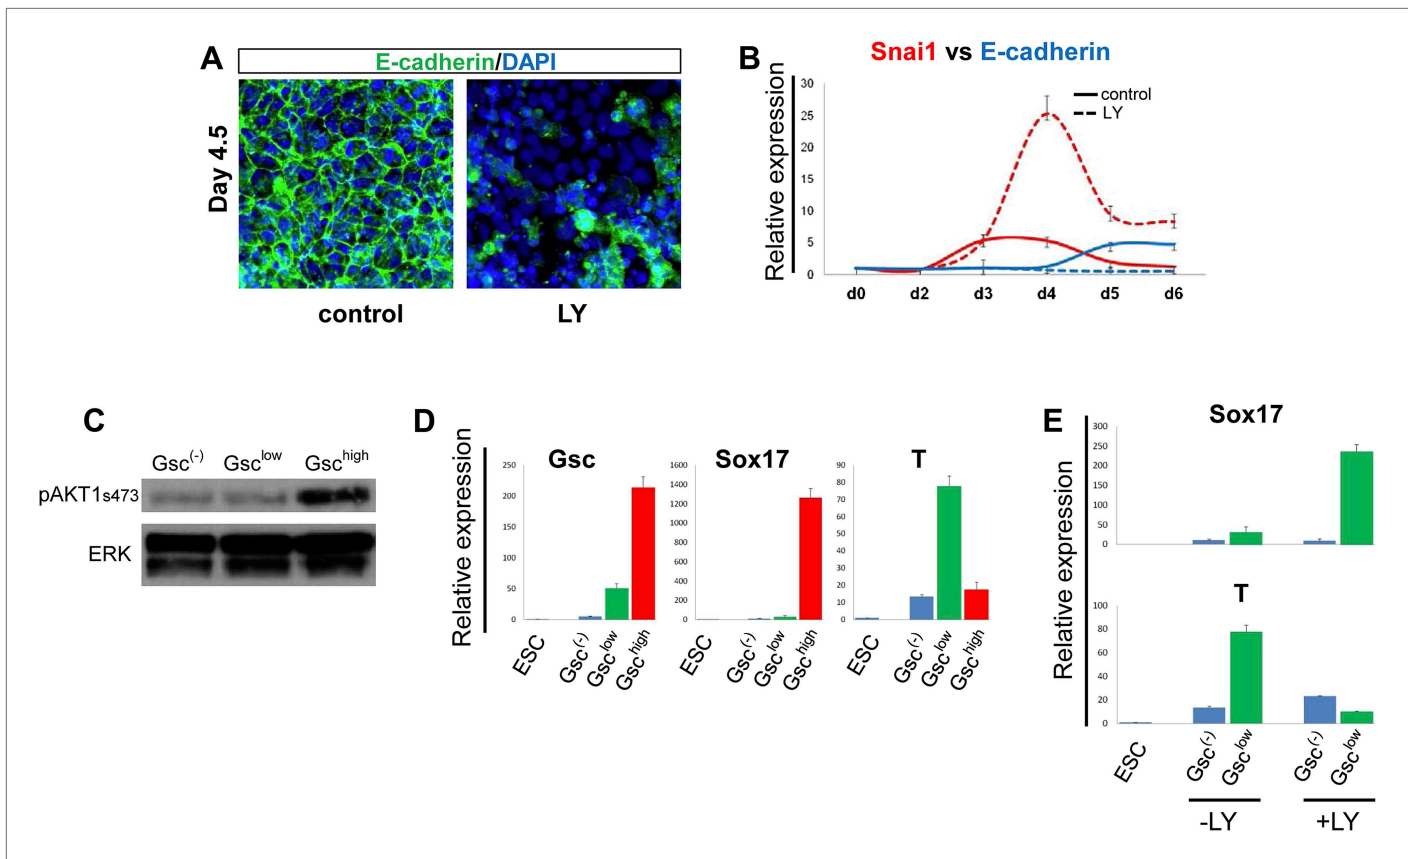 A
E-cadherin/DAPI
Day 4.5
control
LY
B
Snai1 vs E-cadherin
Relative expression
30
25
20
15
10
5
0
control
LY
d0 d2 d3 d4 d5 d6
C
Gsc(-) Gsclow Gschigh
pAKT1s473
ERK
D
Relative expression
Gsc
250
200
150
100
50
0
ESC Gsc(-) Gsclow Gschigh
Sox17
1600
1400
1200
1000
800
600
400
200
0
ESC Gsc(-) Gsclow Gschigh
T
90
80
70
60
50
40
30
20
10
0
ESC Gsc(-) Gsclow Gschigh
E
Relative expression
Sox17
300
250
200
150
100
50
0
Relative expression
T
100
80
60
40
20
0
ESC Gsc(-) Gsclow Gsc(-) Gsclow
-LY +LY